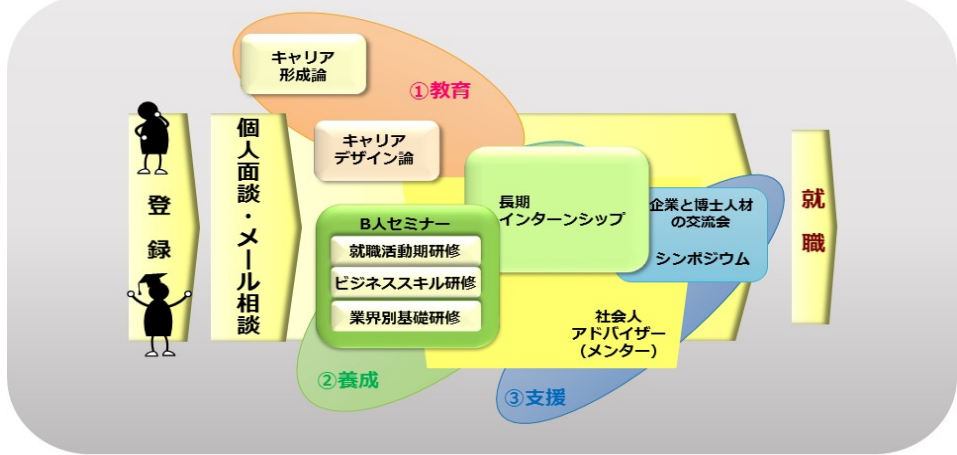 登録
個人面談・メール相談
キャリア
形成論
①教育
キャリア
デザイン論
B人セミナー
就職活動期研修
ビジネススキル研修
業界別基礎研修
②養成
長期
インターンシップ
企業と博士人材
の交流会
シンポジウム
社会人
アドバイザー
（メンター）
③支援
就職